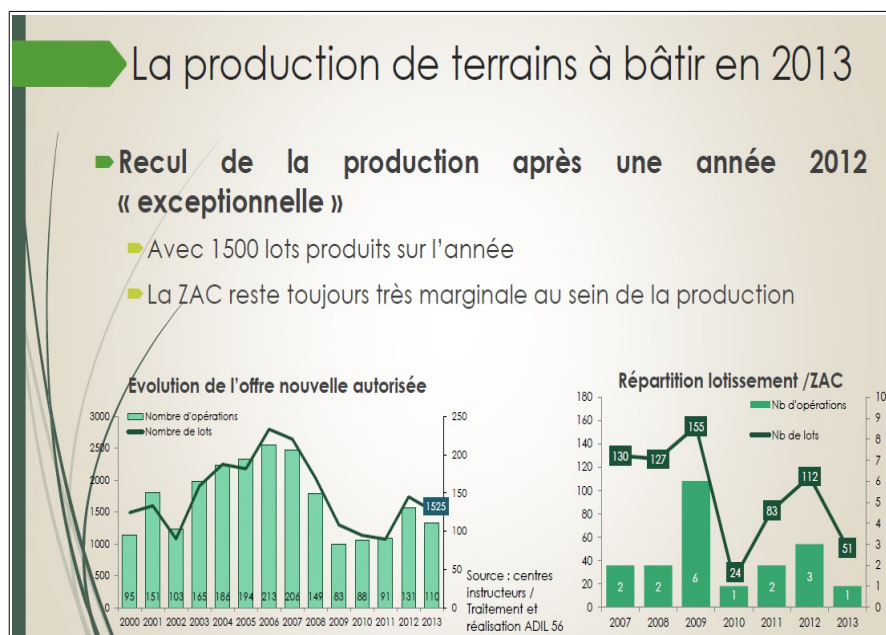 La production de terrains à bâtir en 2013
Recul de la production après une année 2012
« exceptionnelle »
Avec 1500 lots produits sur l'année
La ZAC reste toujours très marginale au sein de la production
Evolution de l'offre nouvelle autorisée
3000
2500
2000
1500
1000
500
0
Nombre d'opérations
Nombre de lots
250
200
150
100
50
0
1525
95 151 103 165 186 194 213 206 149 83 88 91 131 110
2000 2001 2002 2003 2004 2005 2006 2007 2008 2009 2010 2011 2012 2013
Source : centres
instructeurs /
Traitement et
réalisation ADIL 56
Répartition lotissement /ZAC
180
160
140
120
100
80
60
40
20
0
Nb d'opérations
Nb de lots
10
9
8
7
6
5
4
3
2
1
0
130 127 155 24 83 112 51
2 2 6 1 2 3 1
2007 2008 2009 2010 2011 2012 2013